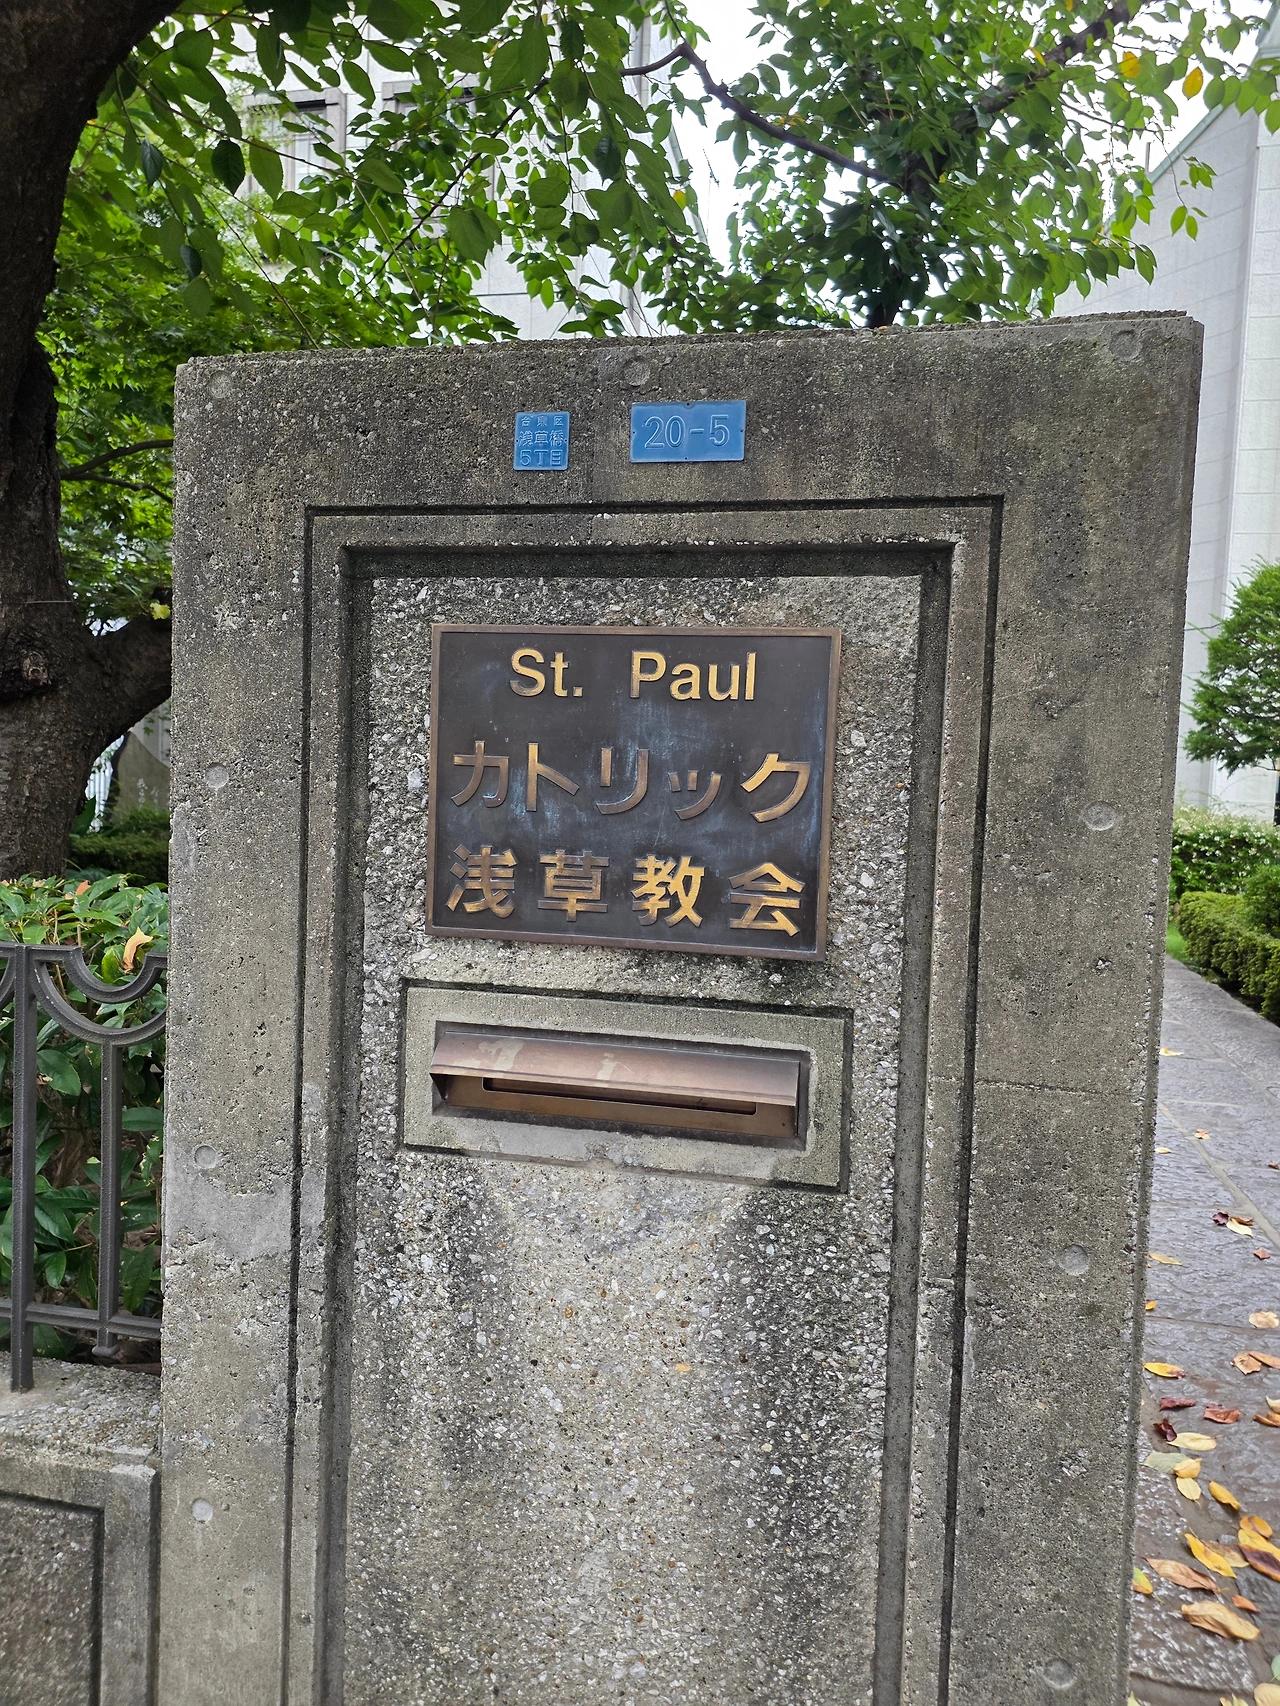 台東区
浅草橋
5丁目
20-5
St. Paul
カトリック
浅草教会